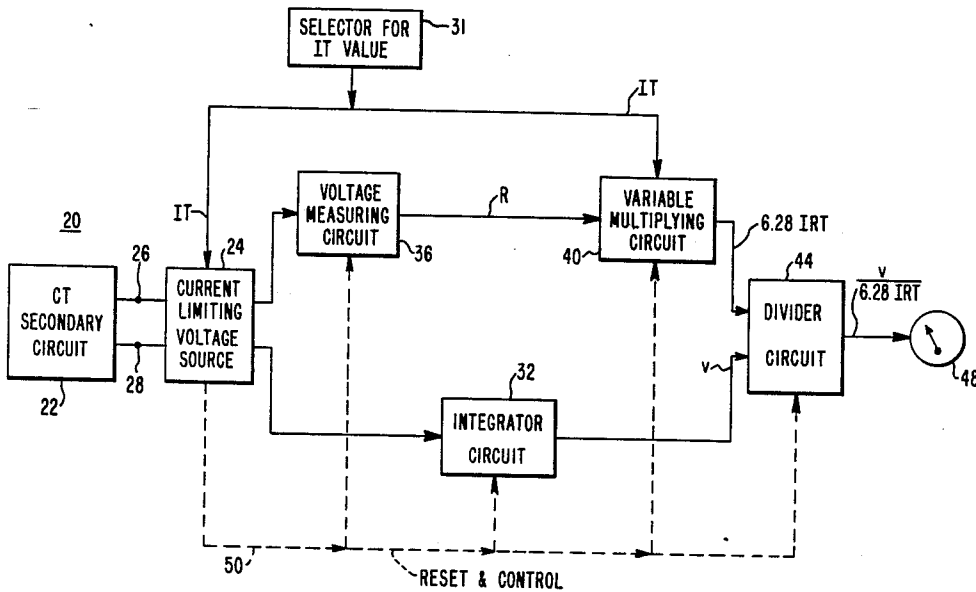 SELECTOR FOR
IT VALUE
31
IT
IT
20
VOLTAGE
MEASURING
CIRCUIT
36
R
VARIABLE
MULTIPLYING
CIRCUIT
40
6.28 IRT
26
24
CT
SECONDARY
CIRCUIT
22
28
CURRENT
LIMITING
VOLTAGE
SOURCE
44
DIVIDER
CIRCUIT
V
6.28 IRT
48
32
INTEGRATOR
CIRCUIT
V
50
RESET & CONTROL